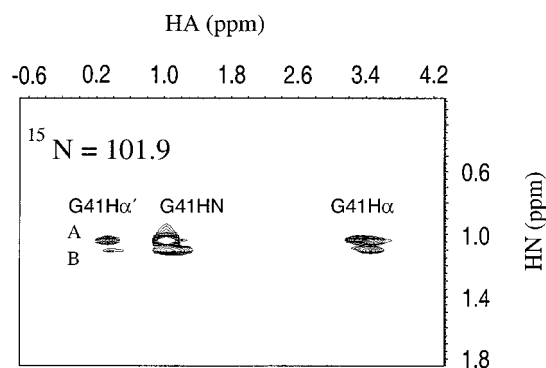 HA (ppm)
-0.6 0.2 1.0 1.8 2.6 3.4 4.2
15 N = 101.9
G41Hα′ G41HN G41Hα
A
B
0.6
1.0
1.4
1.8
HN (ppm)